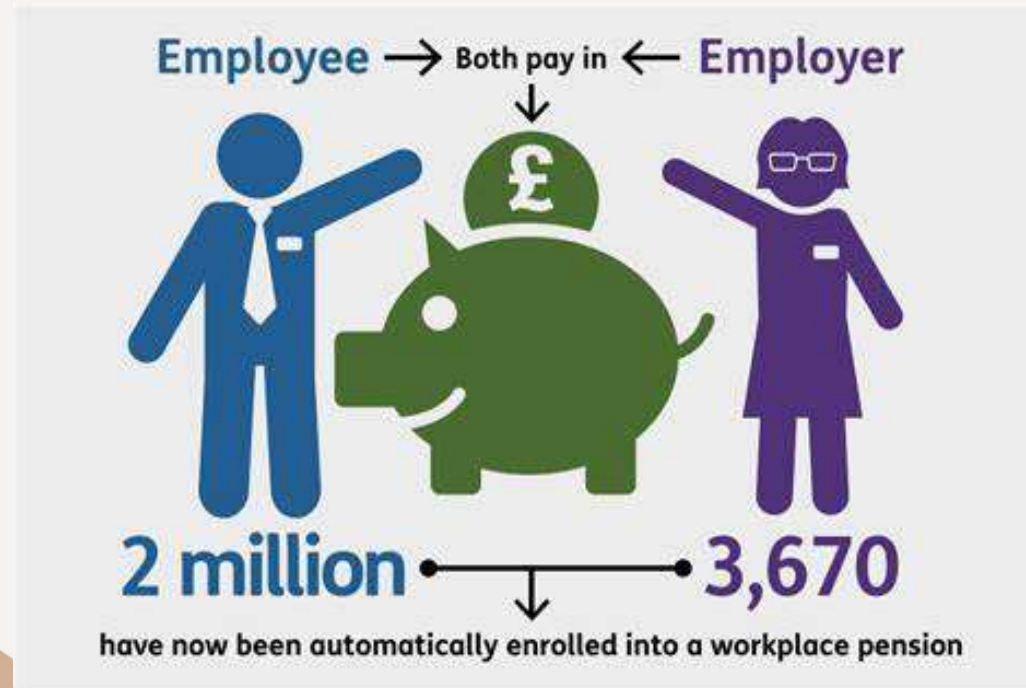 Employee → Both pay in ← Employer
£
2 million 3,670
have now been automatically enrolled into a workplace pension